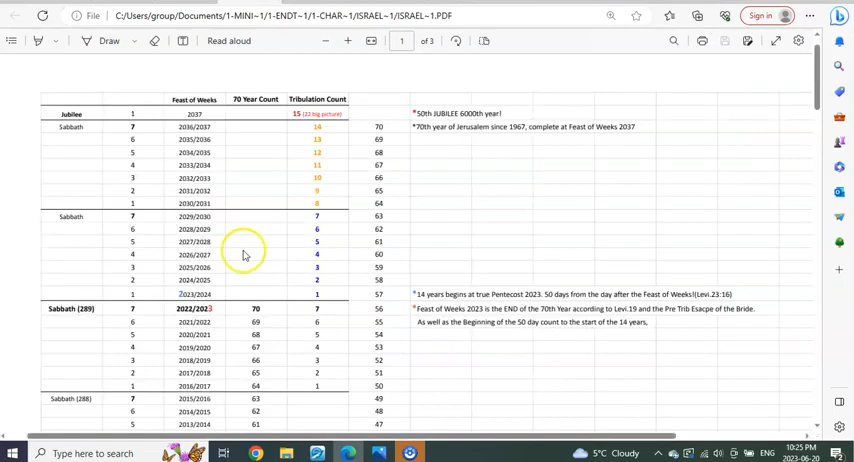 File C:/Users/group/Documents/1-MINI~1/1-ENDT~1/1-CHAR~1/ISRAEL~1/ISRAEL~1.PDF Sign in
Draw Read aloud 1 of 3
Feast of Weeks 70 Year Count Tribulation Count
Jubilee 1 2037 15 (22 big picture) *50th JUBILEE 6000th year!
Sabbath 7 2036/2037 14 70 *70th year of Jerusalem since 1967, complete at Feast of Weeks 2037
6 2035/2036 13 69
5 2034/2035 12 68
4 2033/2034 11 67
3 2032/2033 10 66
2 2031/2032 9 65
1 2030/2031 8 64
Sabbath 7 2029/2030 7 63
6 2028/2029 6 62
5 2027/2028 5 61
4 2026/2027 4 60
3 2025/2026 3 59
2 2024/2025 2 58
1 2023/2024 1 57 *14 years begins at true Pentecost 2023. 50 days from the day after the Feast of Weeks!(Levi.23:16)
Sabbath (289) 7 2022/2023 70 7 56 *Feast of Weeks 2023 is the END of the 70th Year according to Levi.19 and the Pre Trib Esacpe of the Bride.
6 2021/2022 69 6 55 As well as the Beginning of the 50 day count to the start of the 14 years,
5 2020/2021 68 5 54
4 2019/2020 67 4 53
3 2018/2019 66 3 52
2 2017/2018 65 2 51
1 2016/2017 64 1 50
Sabbath (288) 7 2015/2016 63 49
6 2014/2015 62 48
5 2013/2014 61 47
Type here to search 5°C Cloudy ENG 10:25 PM
2023-06-20